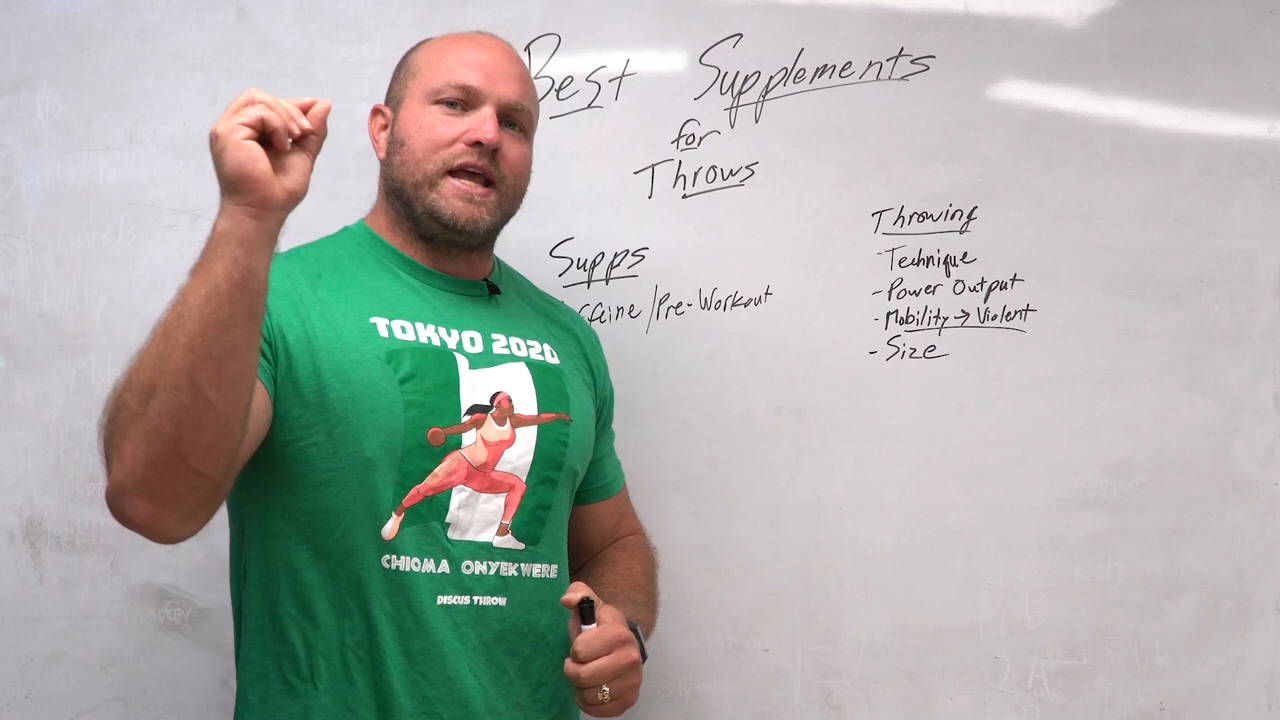 Best Supplements
for
Throws
Supps
ffeine/Pre-Workout
Throwing
- Technique
- Power Output
- Mobility → Violent
- Size
TOKYO 2020
CHIOMA ONYEKWERE
DISCUS THROW